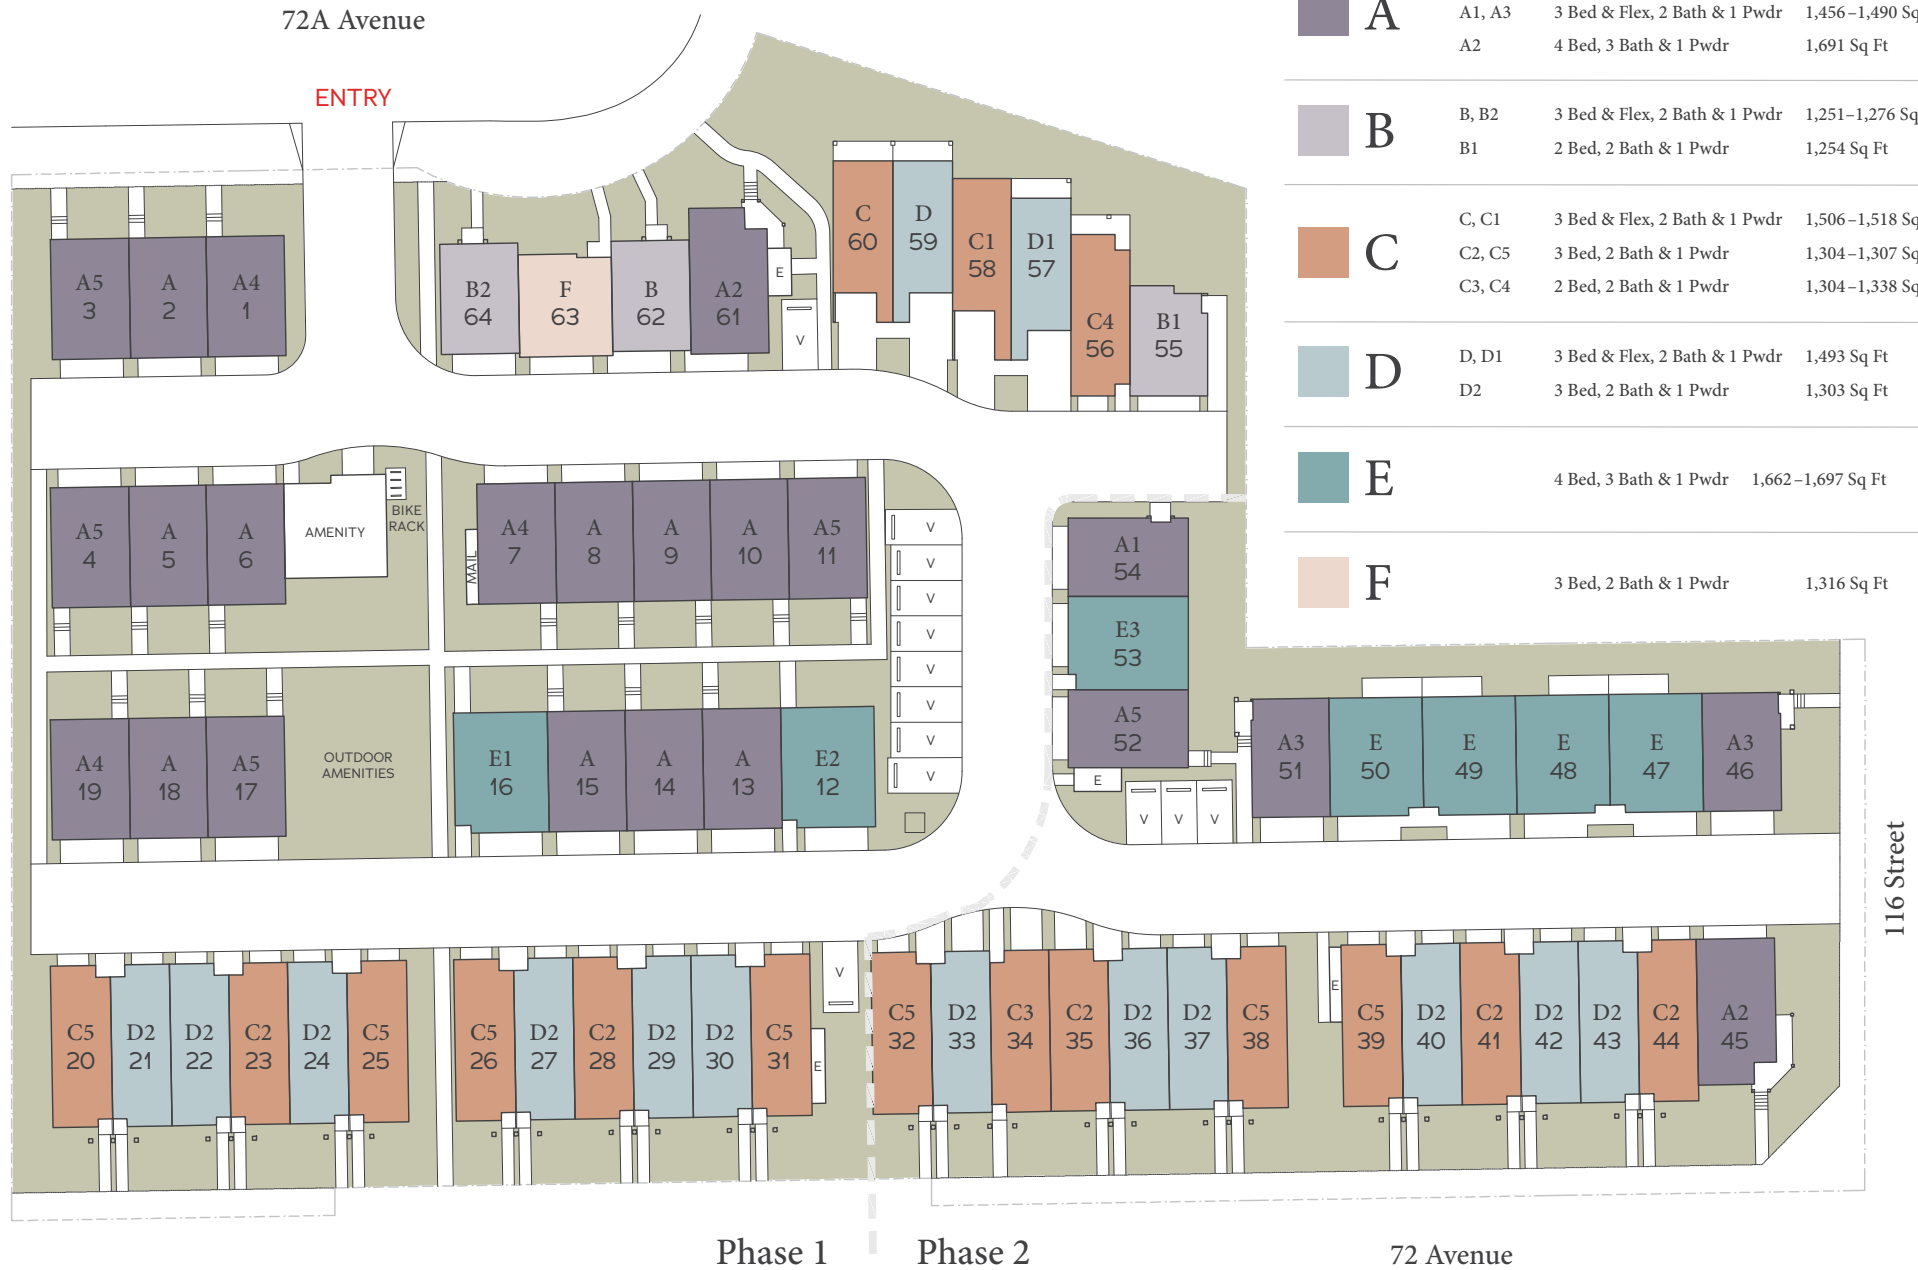 72A Avenue
ENTRY
A
A1, A3 3 Bed & Flex, 2 Bath & 1 Pwdr 1,456–1,490 Sq
A2 4 Bed, 3 Bath & 1 Pwdr 1,691 Sq Ft
B
B, B2 3 Bed & Flex, 2 Bath & 1 Pwdr 1,251–1,276 Sq
B1 2 Bed, 2 Bath & 1 Pwdr 1,254 Sq Ft
C
C, C1 3 Bed & Flex, 2 Bath & 1 Pwdr 1,506–1,518 Sq
C2, C5 3 Bed, 2 Bath & 1 Pwdr 1,304–1,307 Sq
C3, C4 2 Bed, 2 Bath & 1 Pwdr 1,304–1,338 Sq
D
D, D1 3 Bed & Flex, 2 Bath & 1 Pwdr 1,493 Sq Ft
D2 3 Bed, 2 Bath & 1 Pwdr 1,303 Sq Ft
E
4 Bed, 3 Bath & 1 Pwdr 1,662–1,697 Sq Ft
F
3 Bed, 2 Bath & 1 Pwdr 1,316 Sq Ft
A5
3
A
2
A4
1
B2
64
F
63
B
62
A2
61
E
V
C
60
D
59
C1
58
D1
57
C4
56
B1
55
A5
4
A
5
A
6
AMENITY
BIKE
RACK
MAIL
A4
7
A
8
A
9
A
10
A5
11
V
V
V
V
V
V
V
V
A1
54
E3
53
A5
52
E
V V V
A4
19
A
18
A5
17
OUTDOOR
AMENITIES
E1
16
A
15
A
14
A
13
E2
12
A3
51
E
50
E
49
E
48
E
47
A3
46
116 Street
C5
20
D2
21
D2
22
C2
23
D2
24
C5
25
C5
26
D2
27
C2
28
D2
29
D2
30
C5
31
E
V
C5
32
D2
33
C3
34
C2
35
D2
36
D2
37
C5
38
E
C5
39
D2
40
C2
41
D2
42
D2
43
C2
44
A2
45
Phase 1
Phase 2
72 Avenue